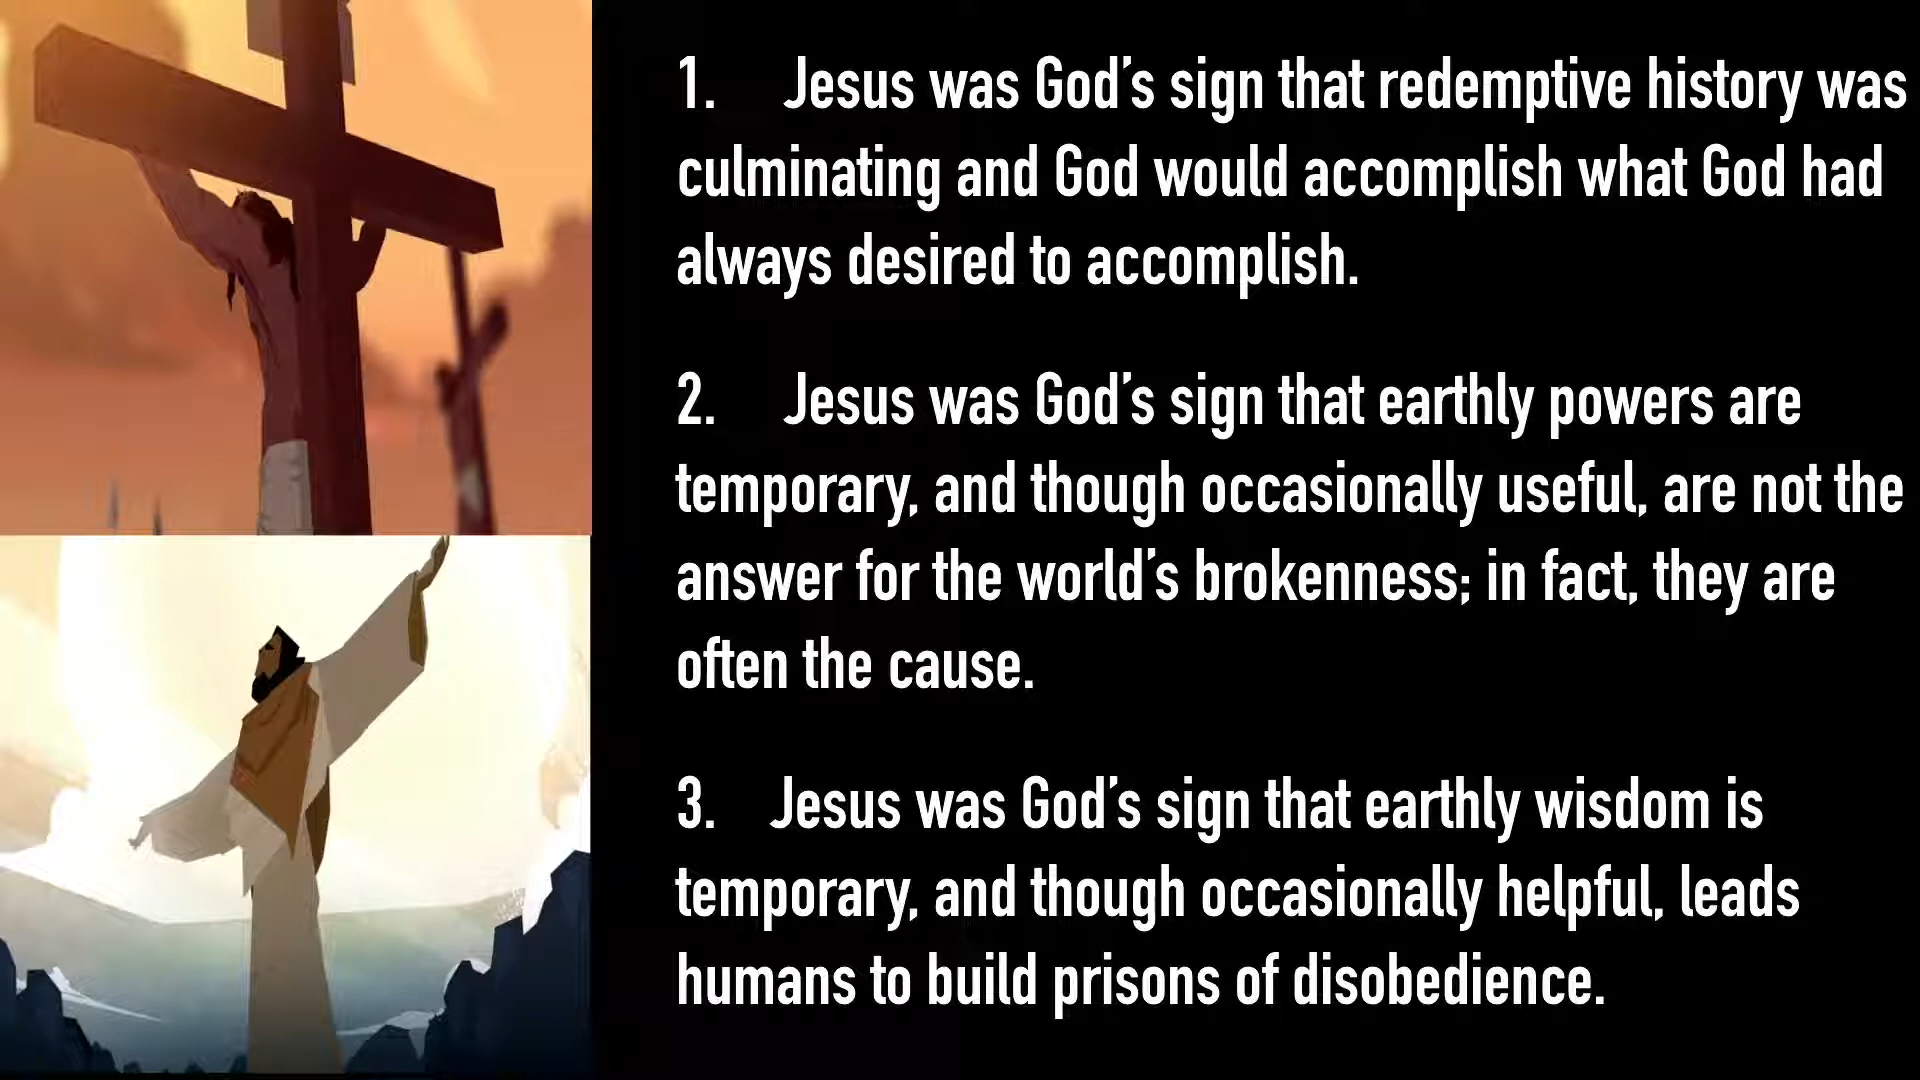 1. Jesus was God’s sign that redemptive history was
culminating and God would accomplish what God had
always desired to accomplish.
2. Jesus was God’s sign that earthly powers are
temporary, and though occasionally useful, are not the
answer for the world’s brokenness; in fact, they are
often the cause.
3. Jesus was God’s sign that earthly wisdom is
temporary, and though occasionally helpful, leads
humans to build prisons of disobedience.